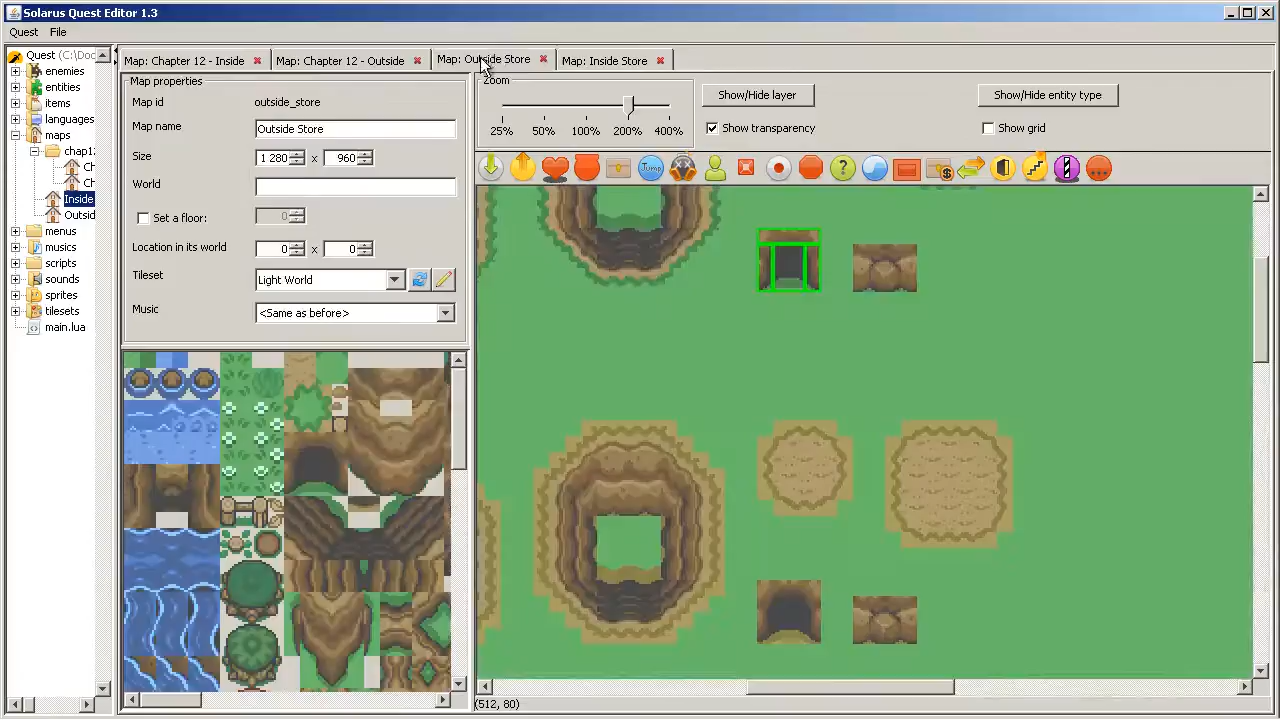 Solarus Quest Editor 1.3
Quest File
Quest (C:\Doc
enemies
entities
items
languages
maps
chap1
Ch
Ch
Inside
Outsid
menus
music
scripts
sounds
sprites
tilesets
main.lua
Map: Chapter 12 - Inside
Map: Chapter 12 - Outside
Map: Outside Store
Map: Inside Store
Map properties
Map id outside_store
Map name Outside Store
Size 1 280 x 960
World
Set a floor: 0
Location in its world 0 x 0
Tileset Light World
Music <Same as before>
Zoom
25% 50% 100% 200% 400%
Show/Hide layer
Show transparency
Show/Hide entity type
Show grid
Jump
?
$
...
(512, 80)